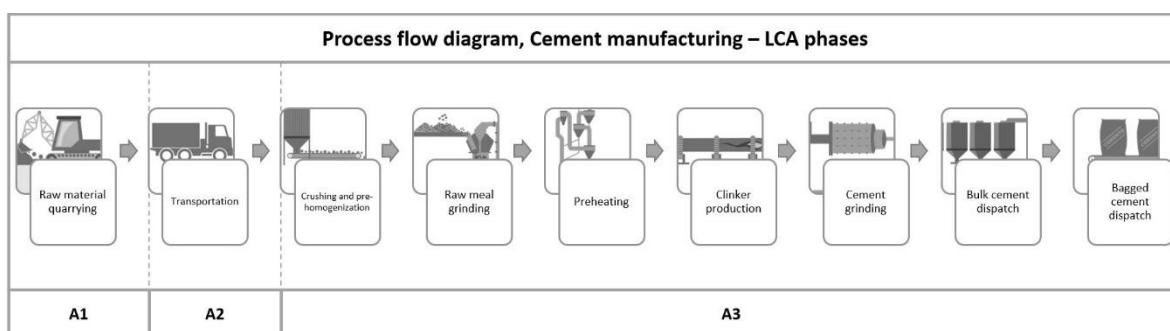 Process flow diagram, Cement manufacturing – LCA phases
Raw material
quarrying
Transportation
Crushing and pre-
homogenization
Raw meal
grinding
Preheating
Clinker
production
Cement
grinding
Bulk cement
dispatch
Bagged
cement
dispatch
A1
A2
A3